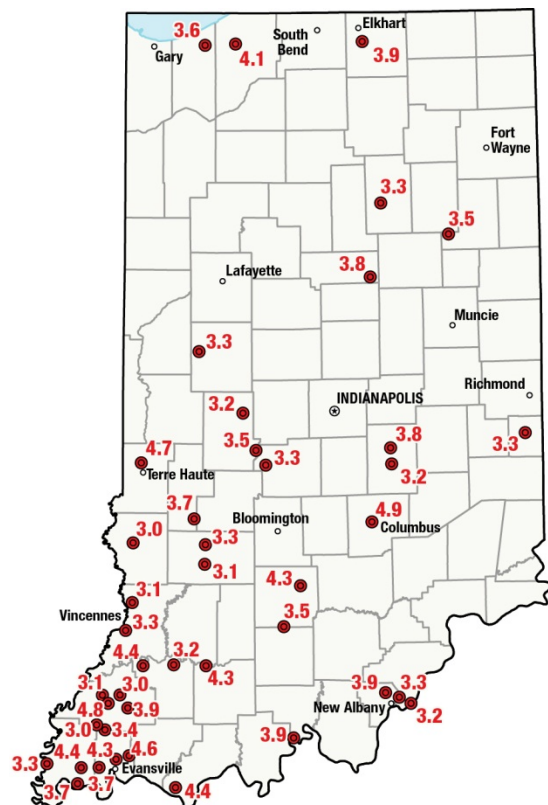 Elkhart
3.6
South
Bend
Gary
4.1
3.9
Fort
Wayne
3.3
3.5
3.8
Lafayette
Muncie
3.3
Richmond
INDIANAPOLIS
3.2
3.5
3.8
3.3
4.7
3.3
3.2
Terre Haute
3.7
4.9
Bloomington
Columbus
3.0
3.3
3.1
4.3
3.1
Vincennes
3.3
3.5
4.4
3.2
4.3
3.1
3.0
3.9
3.3
4.8
3.9
New Albany
3.2
3.0
3.4
3.9
4.4
4.3
4.6
3.3
Evansville
3.7
3.7
4.4